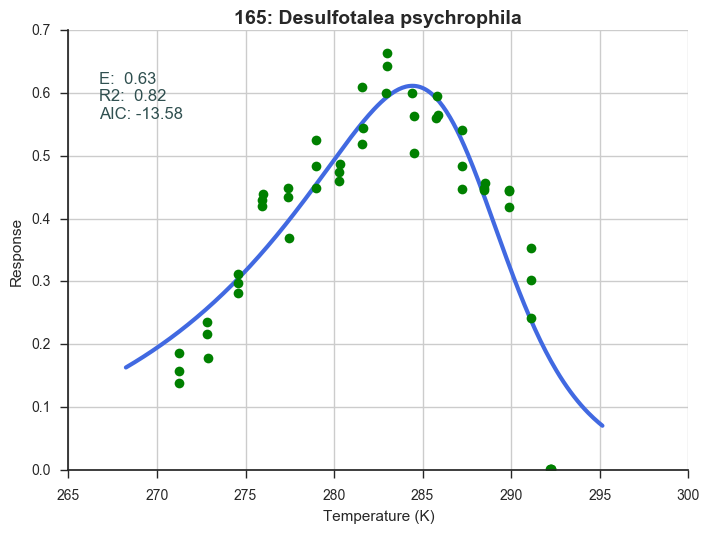 165: Desulfotalea psychrophila
E:  0.63
R2:  0.82
AIC: -13.58
0.7
0.6
0.5
0.4
0.3
0.2
0.1
0.0
Response
265 270 275 280 285 290 295 300
Temperature (K)